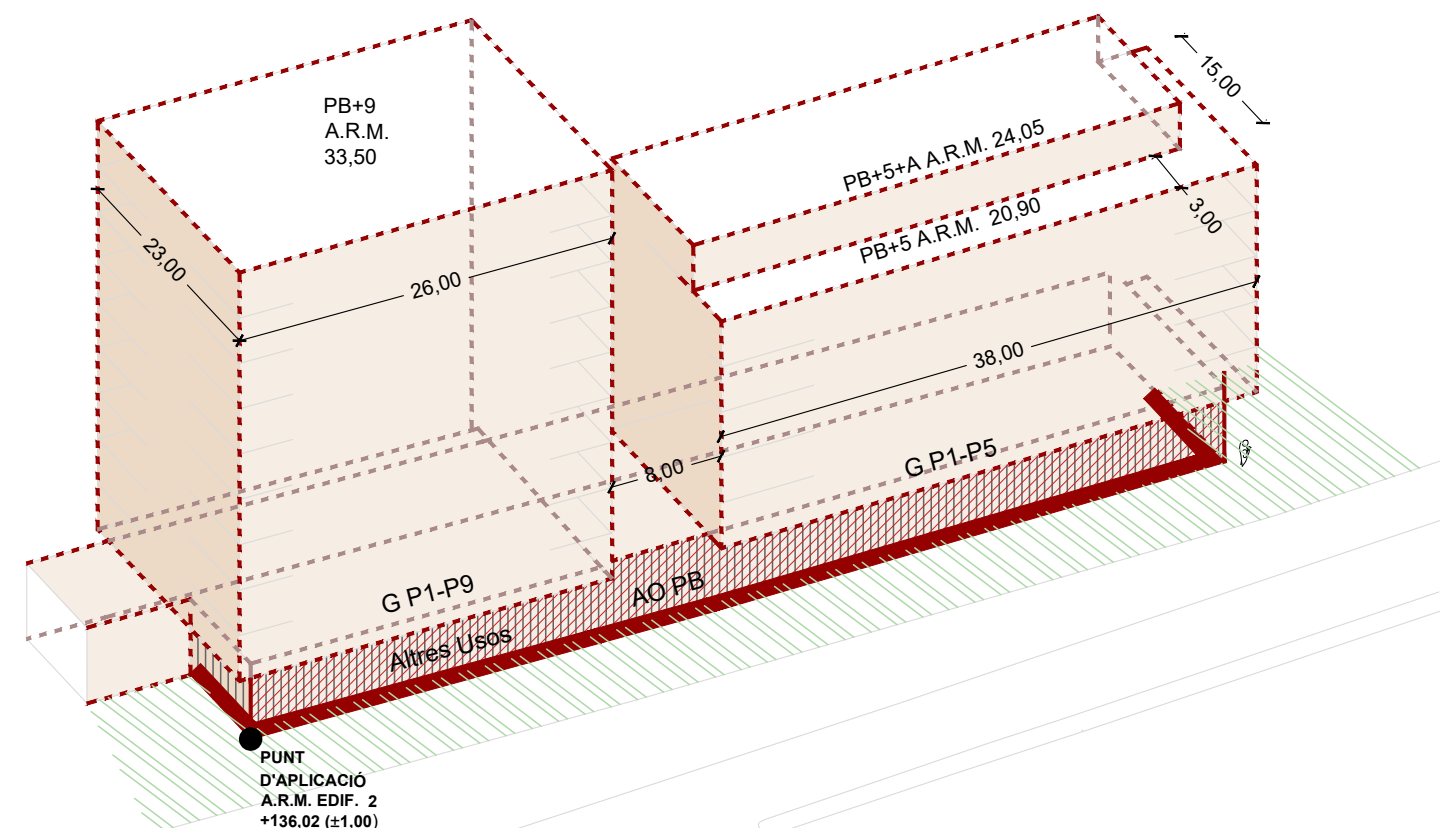 PB+9
A.R.M.
33,50
15,00
PB+5+A A.R.M. 24,05
PB+5 A.R.M. 20,90
3,00
23,00
26,00
38,00
8,00
G P1-P5
G P1-P9
AO PB
Altres Usos
PUNT
D'APLICACIÓ
A.R.M. EDIF. 2
+136,02 (±1,00)